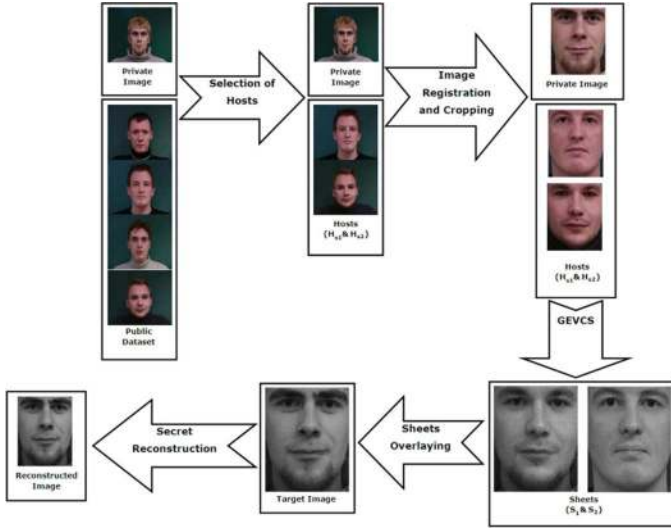 Private
Image
Selection of
Hosts
Private
Image
Image
Registration
and Cropping
Private Image
Public
Dataset
Hosts
(Hs1& Hs2)
Hosts
(Hs1& Hs2)
GEVCS
Reconstructed
Image
Secret
Reconstruction
Target Image
Sheets
Overlaying
Sheets
(S1& S2)